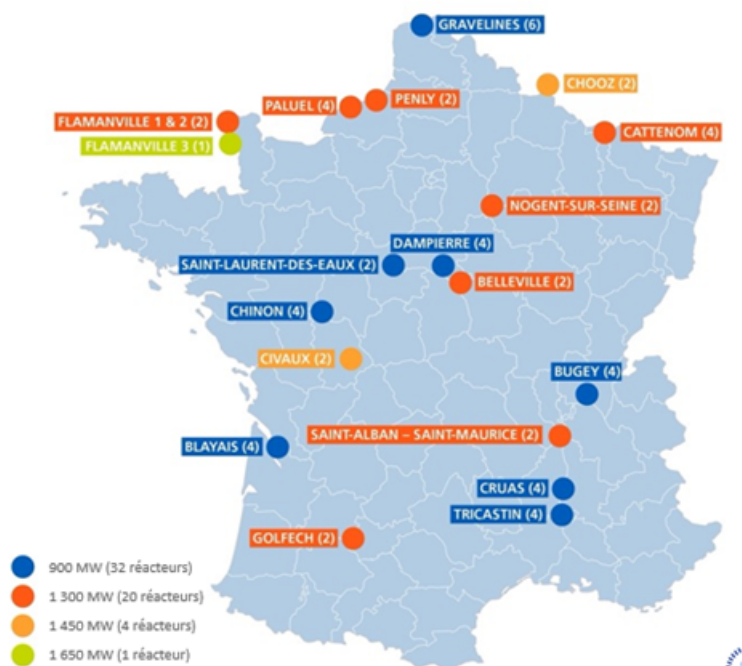 GRAVELINES (6)
CHOOZ (2)
PENLY (2)
PALUEL (4)
FLAMANVILLE 1 & 2 (2)
CATTENOM (4)
FLAMANVILLE 3 (1)
NOGENT-SUR-SEINE (2)
DAMPIERRE (4)
SAINT-LAURENT-DES-EAUX (2)
BELLEVILLE (2)
CHINON (4)
CIVAUX (2)
BUGEY (4)
SAINT-ALBAN – SAINT-MAURICE (2)
BLAYAIS (4)
CRUAS (4)
TRICASTIN (4)
GOLFECH (2)
900 MW (32 réacteurs)
1 300 MW (20 réacteurs)
1 450 MW (4 réacteurs)
1 650 MW (1 réacteur)